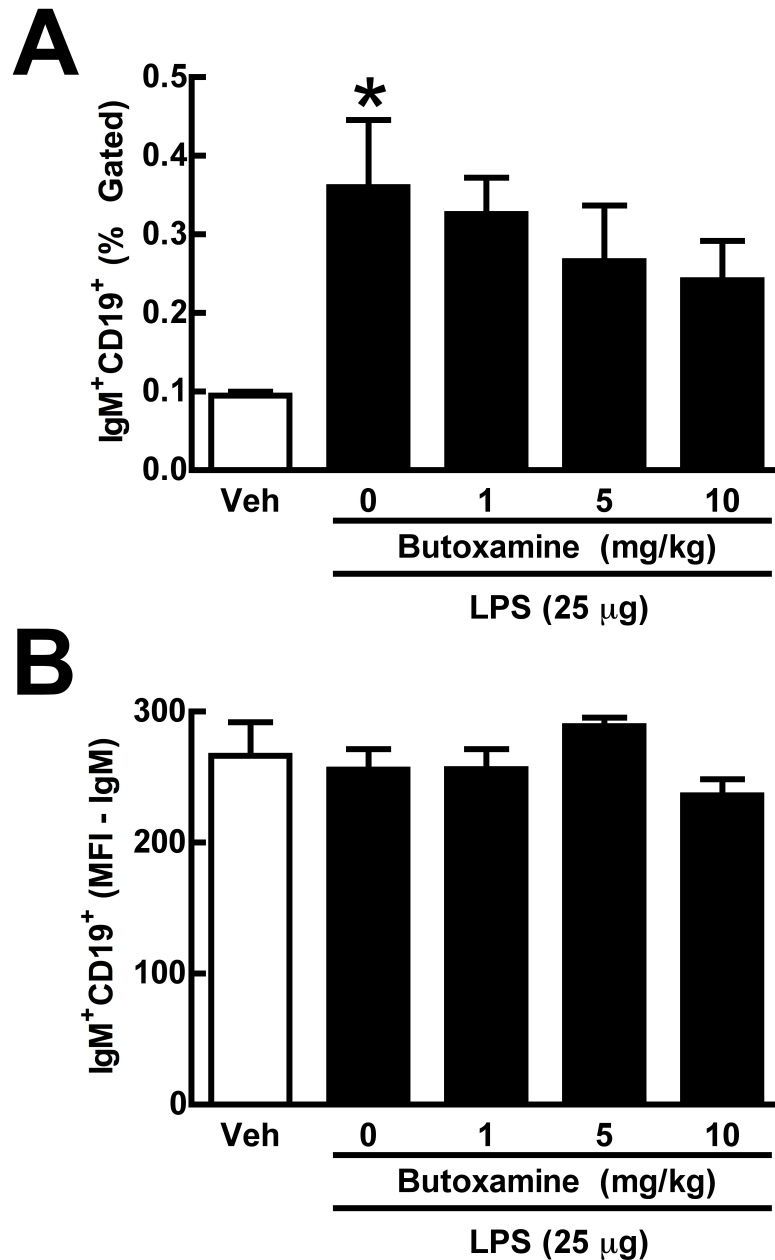 A
IgM+CD19+ (% Gated)
0.5
0.4
0.3
0.2
0.1
0.0
*
Veh 0 1 5 10
Butoxamine (mg/kg)
LPS (25 μg)
B
IgM+CD19+ (MFI - IgM)
300
200
100
0
Veh 0 1 5 10
Butoxamine (mg/kg)
LPS (25 μg)